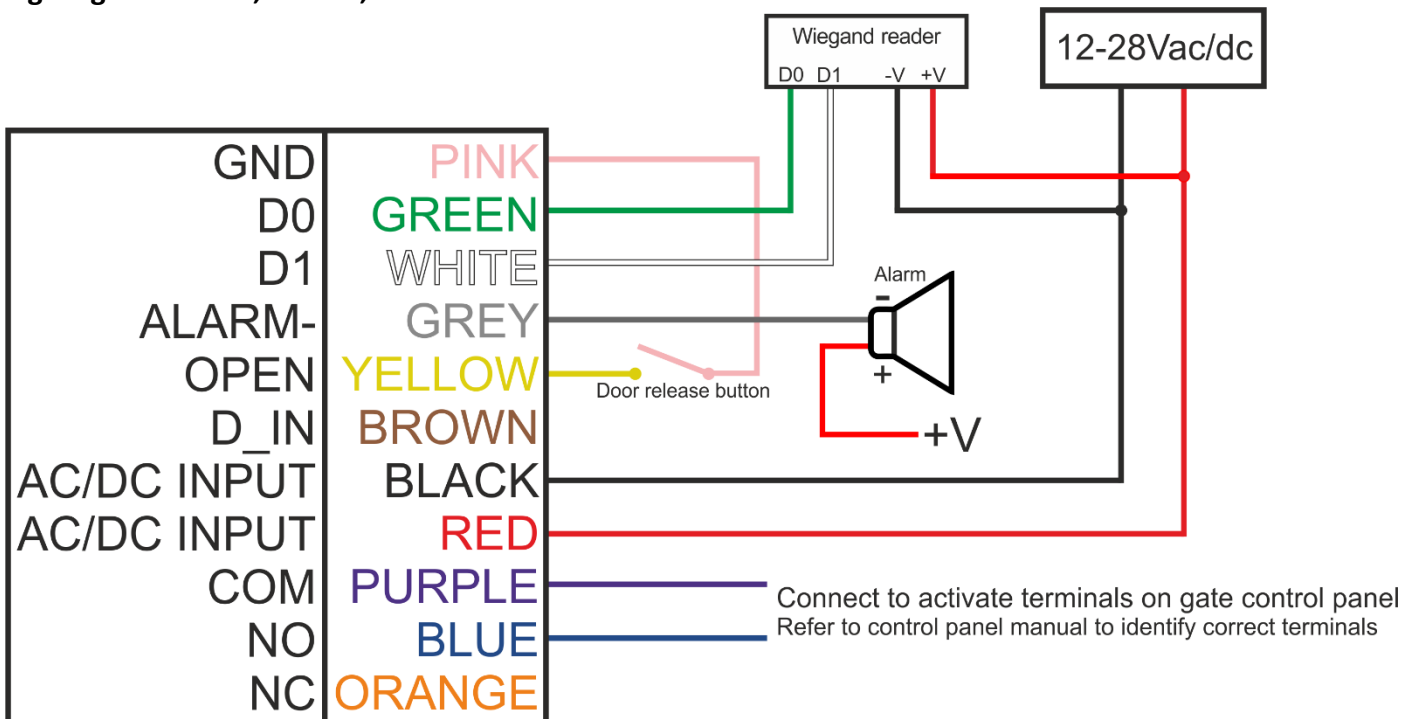 Wiegand reader
D0 D1 -V +V
12-28Vac/dc
GND PINK
D0 GREEN
D1 WHITE
ALARM- GREY
OPEN YELLOW
D_IN BROWN
AC/DC INPUT BLACK
AC/DC INPUT RED
COM PURPLE
NO BLUE
NC ORANGE
Alarm
-
+
+V
Door release button
Connect to activate terminals on gate control panel
Refer to control panel manual to identify correct terminals